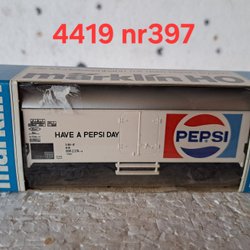 4419 nr397
märklin HO
märklin
HAVE A PEPSI DAY
PEPSI